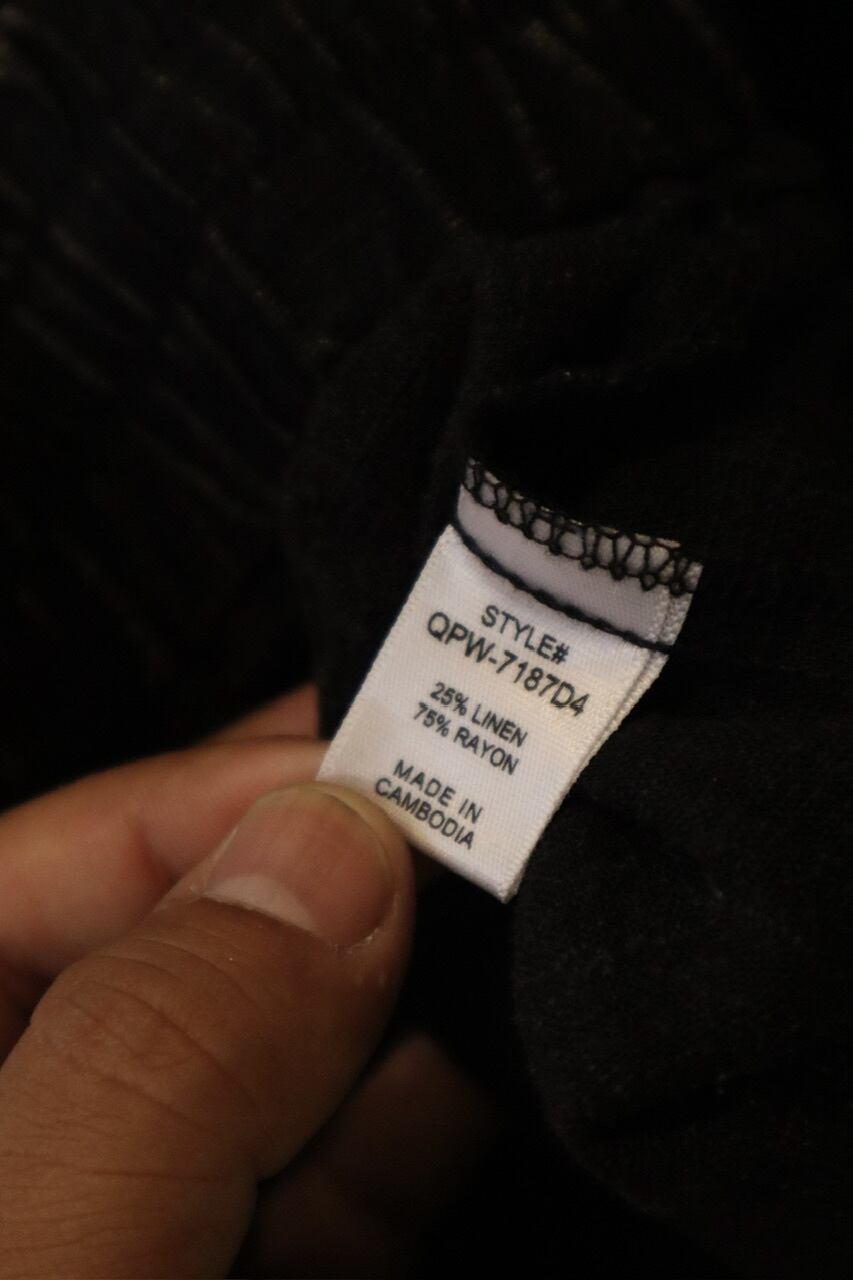 STYLE#
QPW-7187D4
25% LINEN
75% RAYON
MADE IN
CAMBODIA